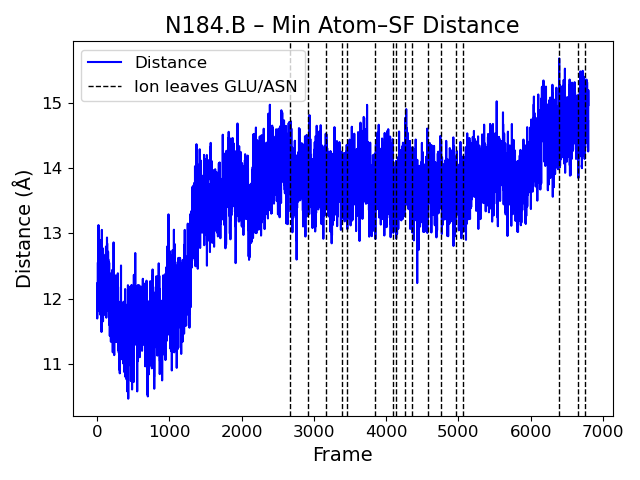 N184.B – Min Atom–SF Distance
Distance
Ion leaves GLU/ASN
Distance (Å)
15
14
13
12
11
0 1000 2000 3000 4000 5000 6000 7000
Frame